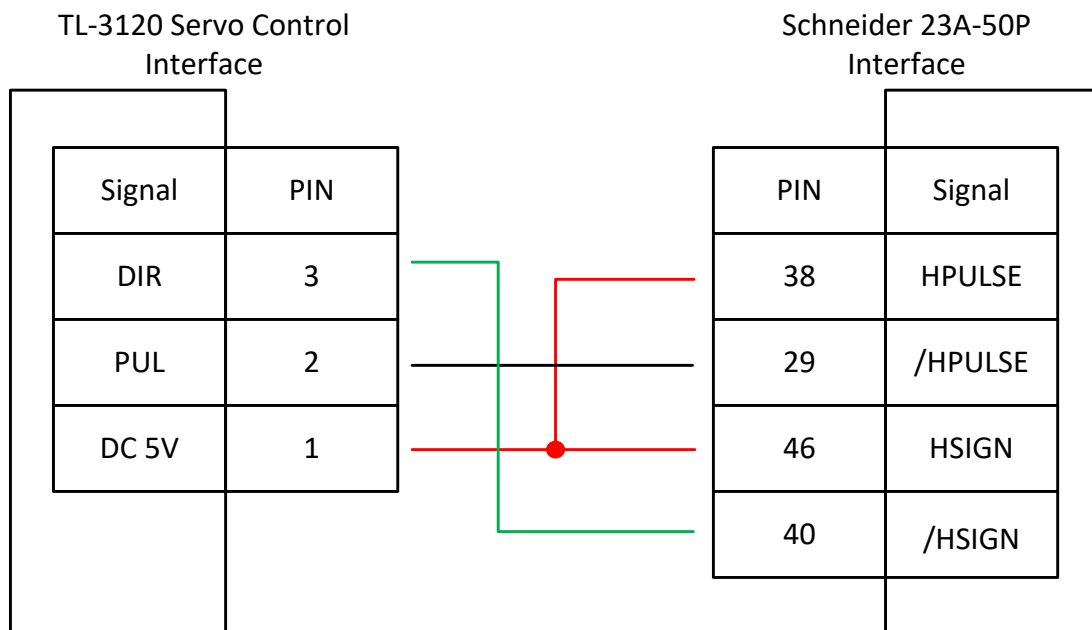 TL-3120 Servo Control
Interface
Schneider 23A-50P
Interface
Signal PIN
DIR 3
PUL 2
DC 5V 1
PIN Signal
38 HPULSE
29 /HPULSE
46 HSIGN
40 /HSIGN